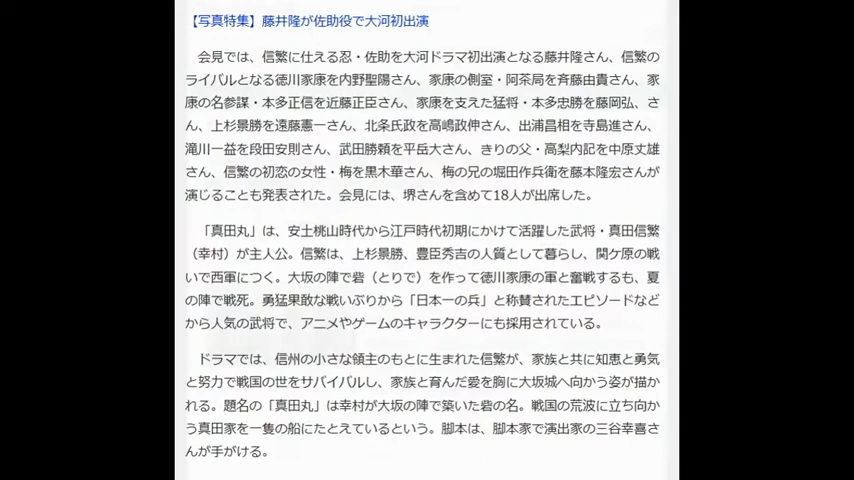 【写真特集】藤井隆が佐助役で大河初出演
会見では、信繁に仕える忍・佐助を大河ドラマ初出演となる藤井隆さん、信繁の
ライバルとなる徳川家康を内野聖陽さん、家康の側室・阿茶局を斉藤由貴さん、家
康の名参謀・本多正信を近藤正臣さん、家康を支えた猛将・本多忠勝を藤岡弘、さ
ん、上杉景勝を遠藤憲一さん、北条氏政を高嶋政伸さん、出浦昌相を寺島進さん、
滝川一益を段田安則さん、武田勝頼を平岳大さん、きりの父・高梨内記を中原丈雄
さん、信繁の初恋の女性・梅を黒木華さん、梅の兄の堀田作兵衛を藤本隆宏さんが
演じることも発表された。会見には、堺さんを含めて18人が出席した。
「真田丸」は、安土桃山時代から江戸時代初期にかけて活躍した武将・真田信繁
（幸村）が主人公。信繁は、上杉景勝、豊臣秀吉の人質として暮らし、関ケ原の戦
いで西軍につく。大坂の陣で砦（とりで）を作って徳川家康の軍と奮戦するも、夏
の陣で戦死。勇猛果敢な戦いぶりから「日本一の兵」と称賛されたエピソードなど
から人気の武将で、アニメやゲームのキャラクターにも採用されている。
ドラマでは、信州の小さな領主のもとに生まれた信繁が、家族と共に知恵と勇気
と努力で戦国の世をサバイバルし、家族と育んだ愛を胸に大坂城へ向かう姿が描か
れる。題名の「真田丸」は幸村が大坂の陣で築いた砦の名。戦国の荒波に立ち向か
う真田家を一隻の船にたとえているという。脚本は、脚本家で演出家の三谷幸喜さ
んが手がける。